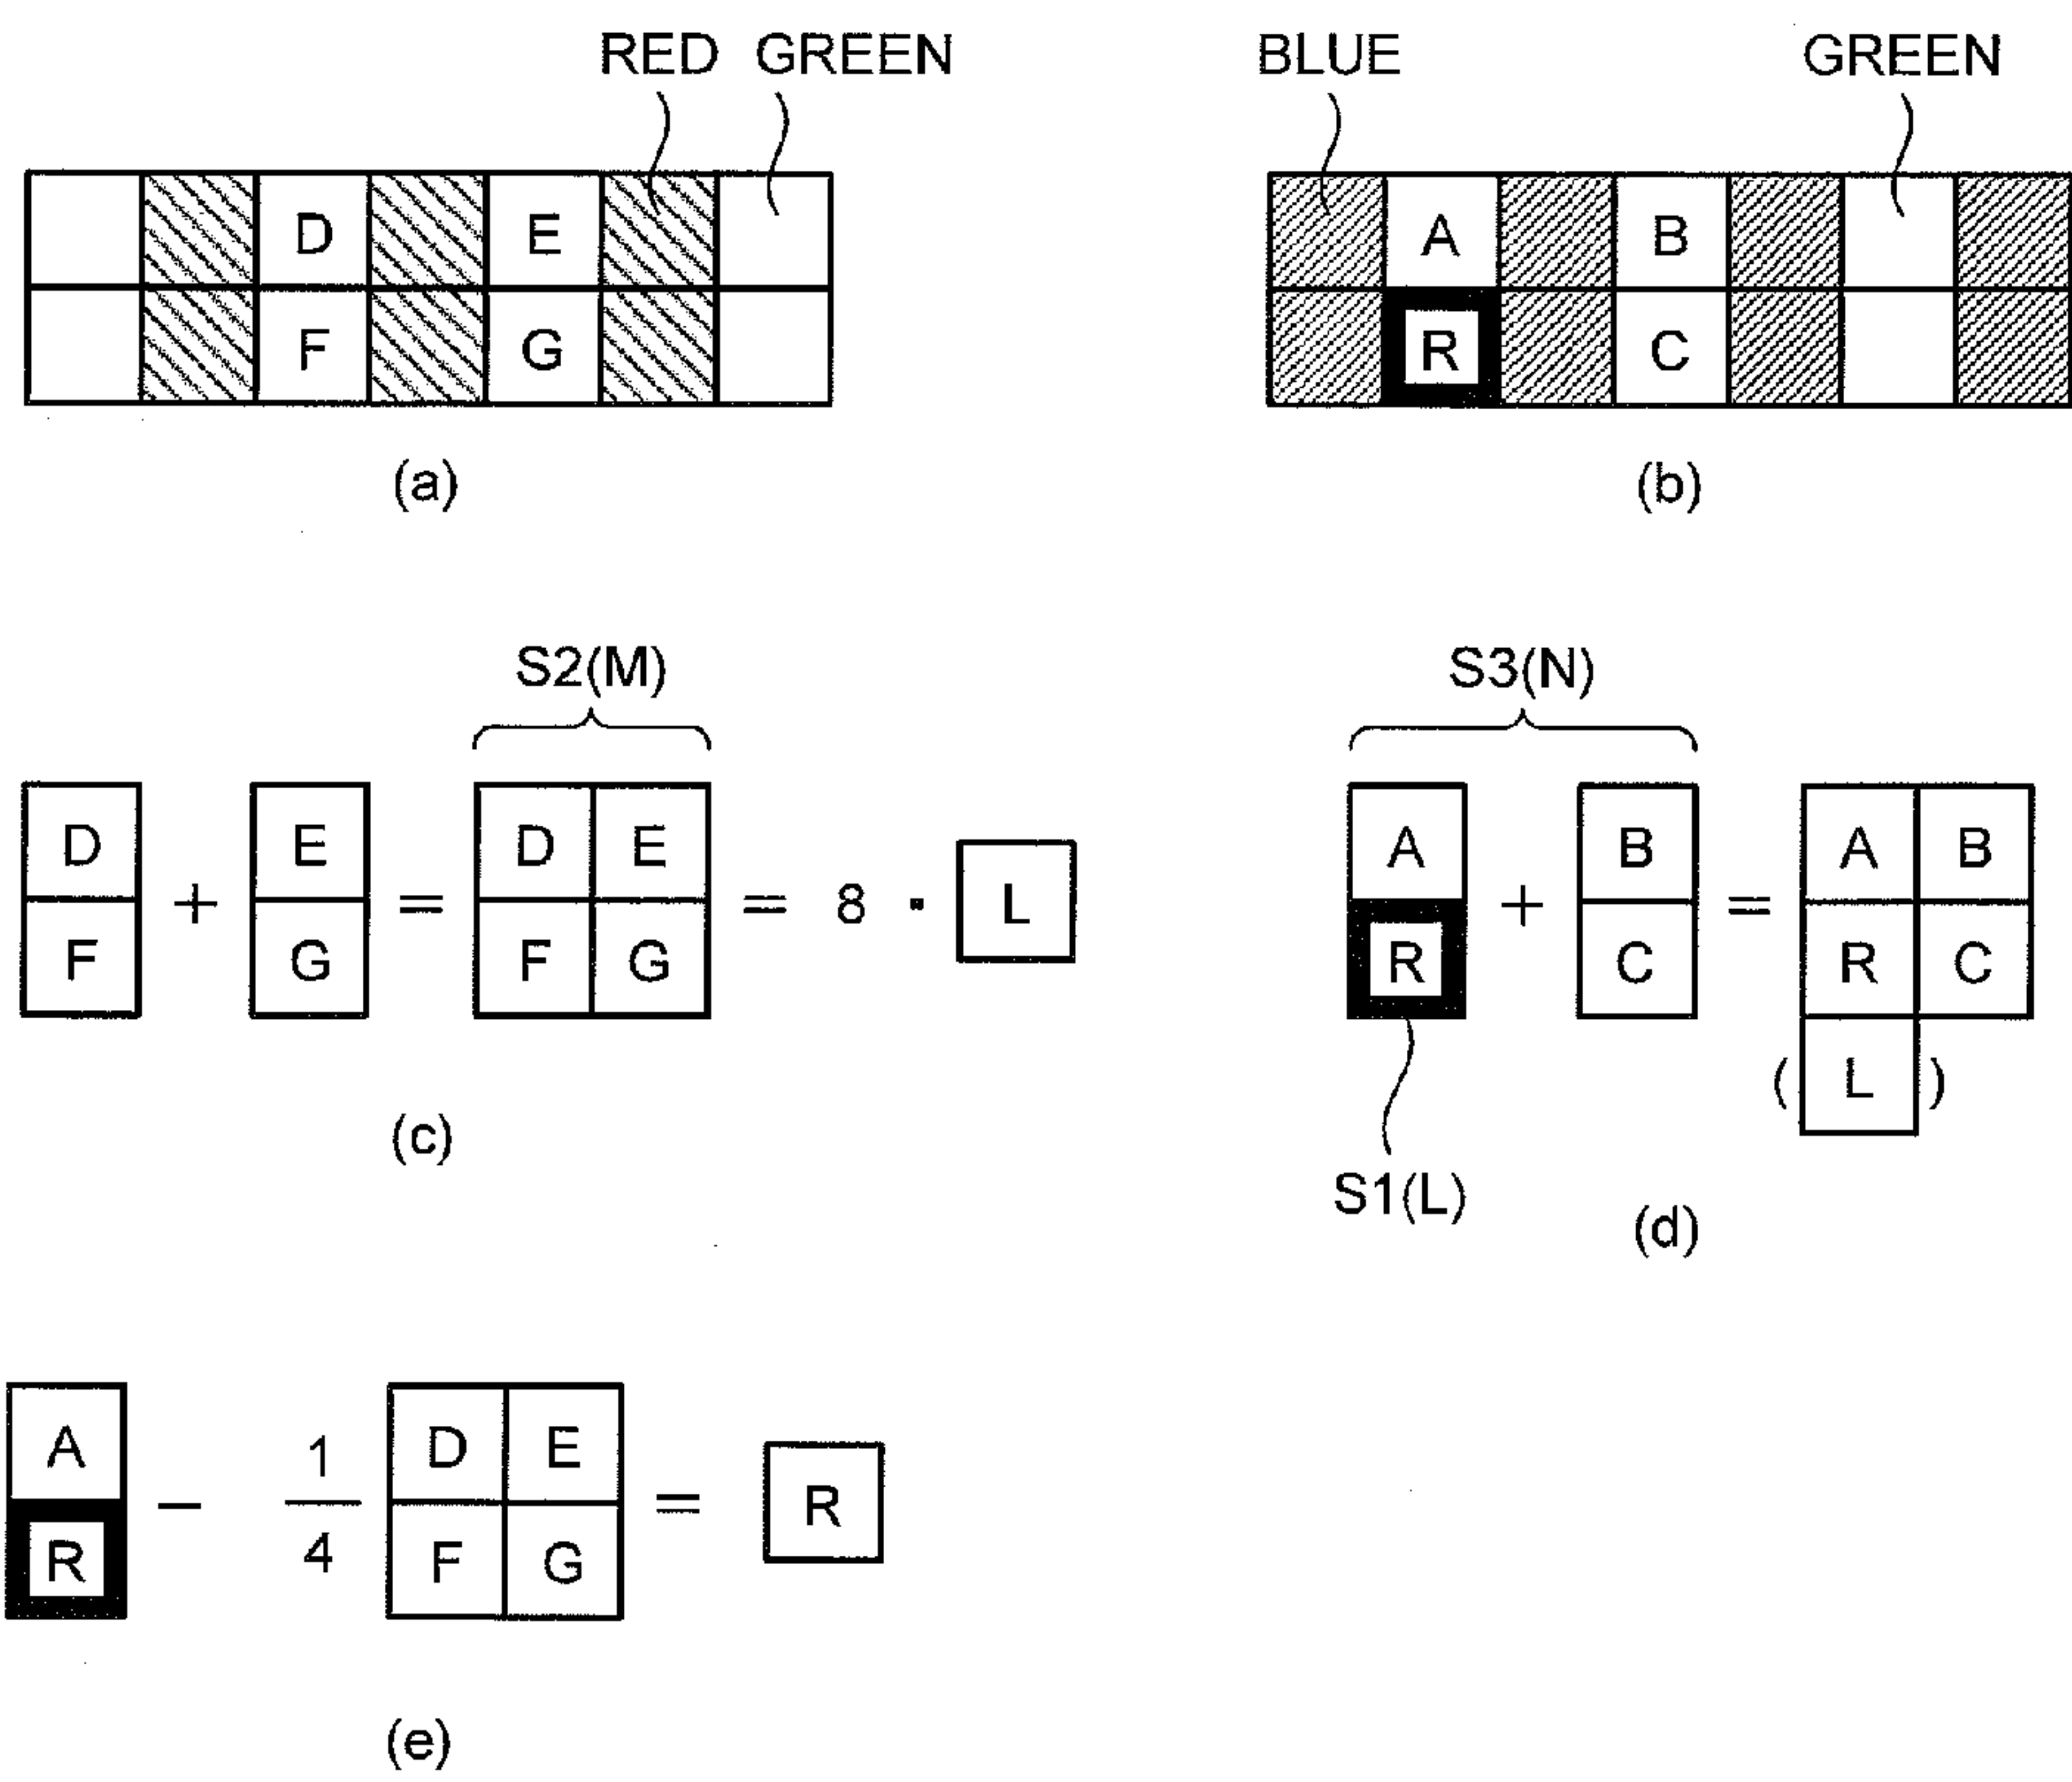 RED GREEN
D E
F G
(a)
BLUE GREEN
A B
R C
(b)
S2(M)
D E D E
F + G = F G = 8 · L
(c)
S3(N)
A B A B
R + C = R C
( L )
S1(L)
(d)
A D E
R − 1/4 F G = R
(e)